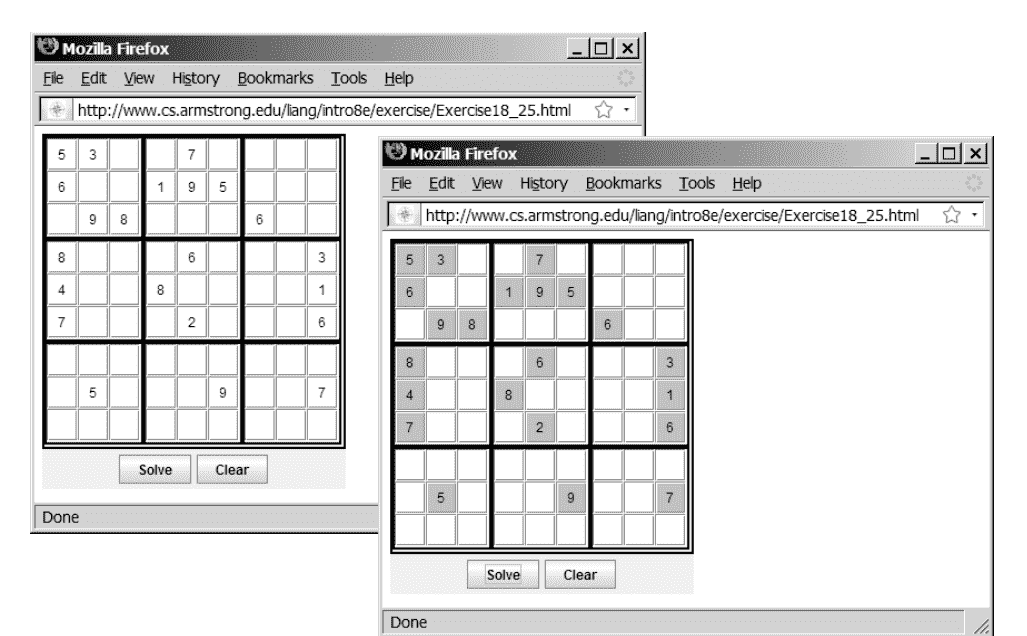 Mozilla Firefox
File Edit View History Bookmarks Tools Help
http://www.cs.armstrong.edu/liang/intro8e/exercise/Exercise18_25.html
5 3 7
6 1 9 5
9 8 6
8 6 3
4 8 1
7 2 6
5 9 7
Solve Clear
Done
Mozilla Firefox
File Edit View History Bookmarks Tools Help
http://www.cs.armstrong.edu/liang/intro8e/exercise/Exercise18_25.html
5 3 7
6 1 9 5
9 8 6
8 6 3
4 8 1
7 2 6
5 9 7
Solve Clear
Done